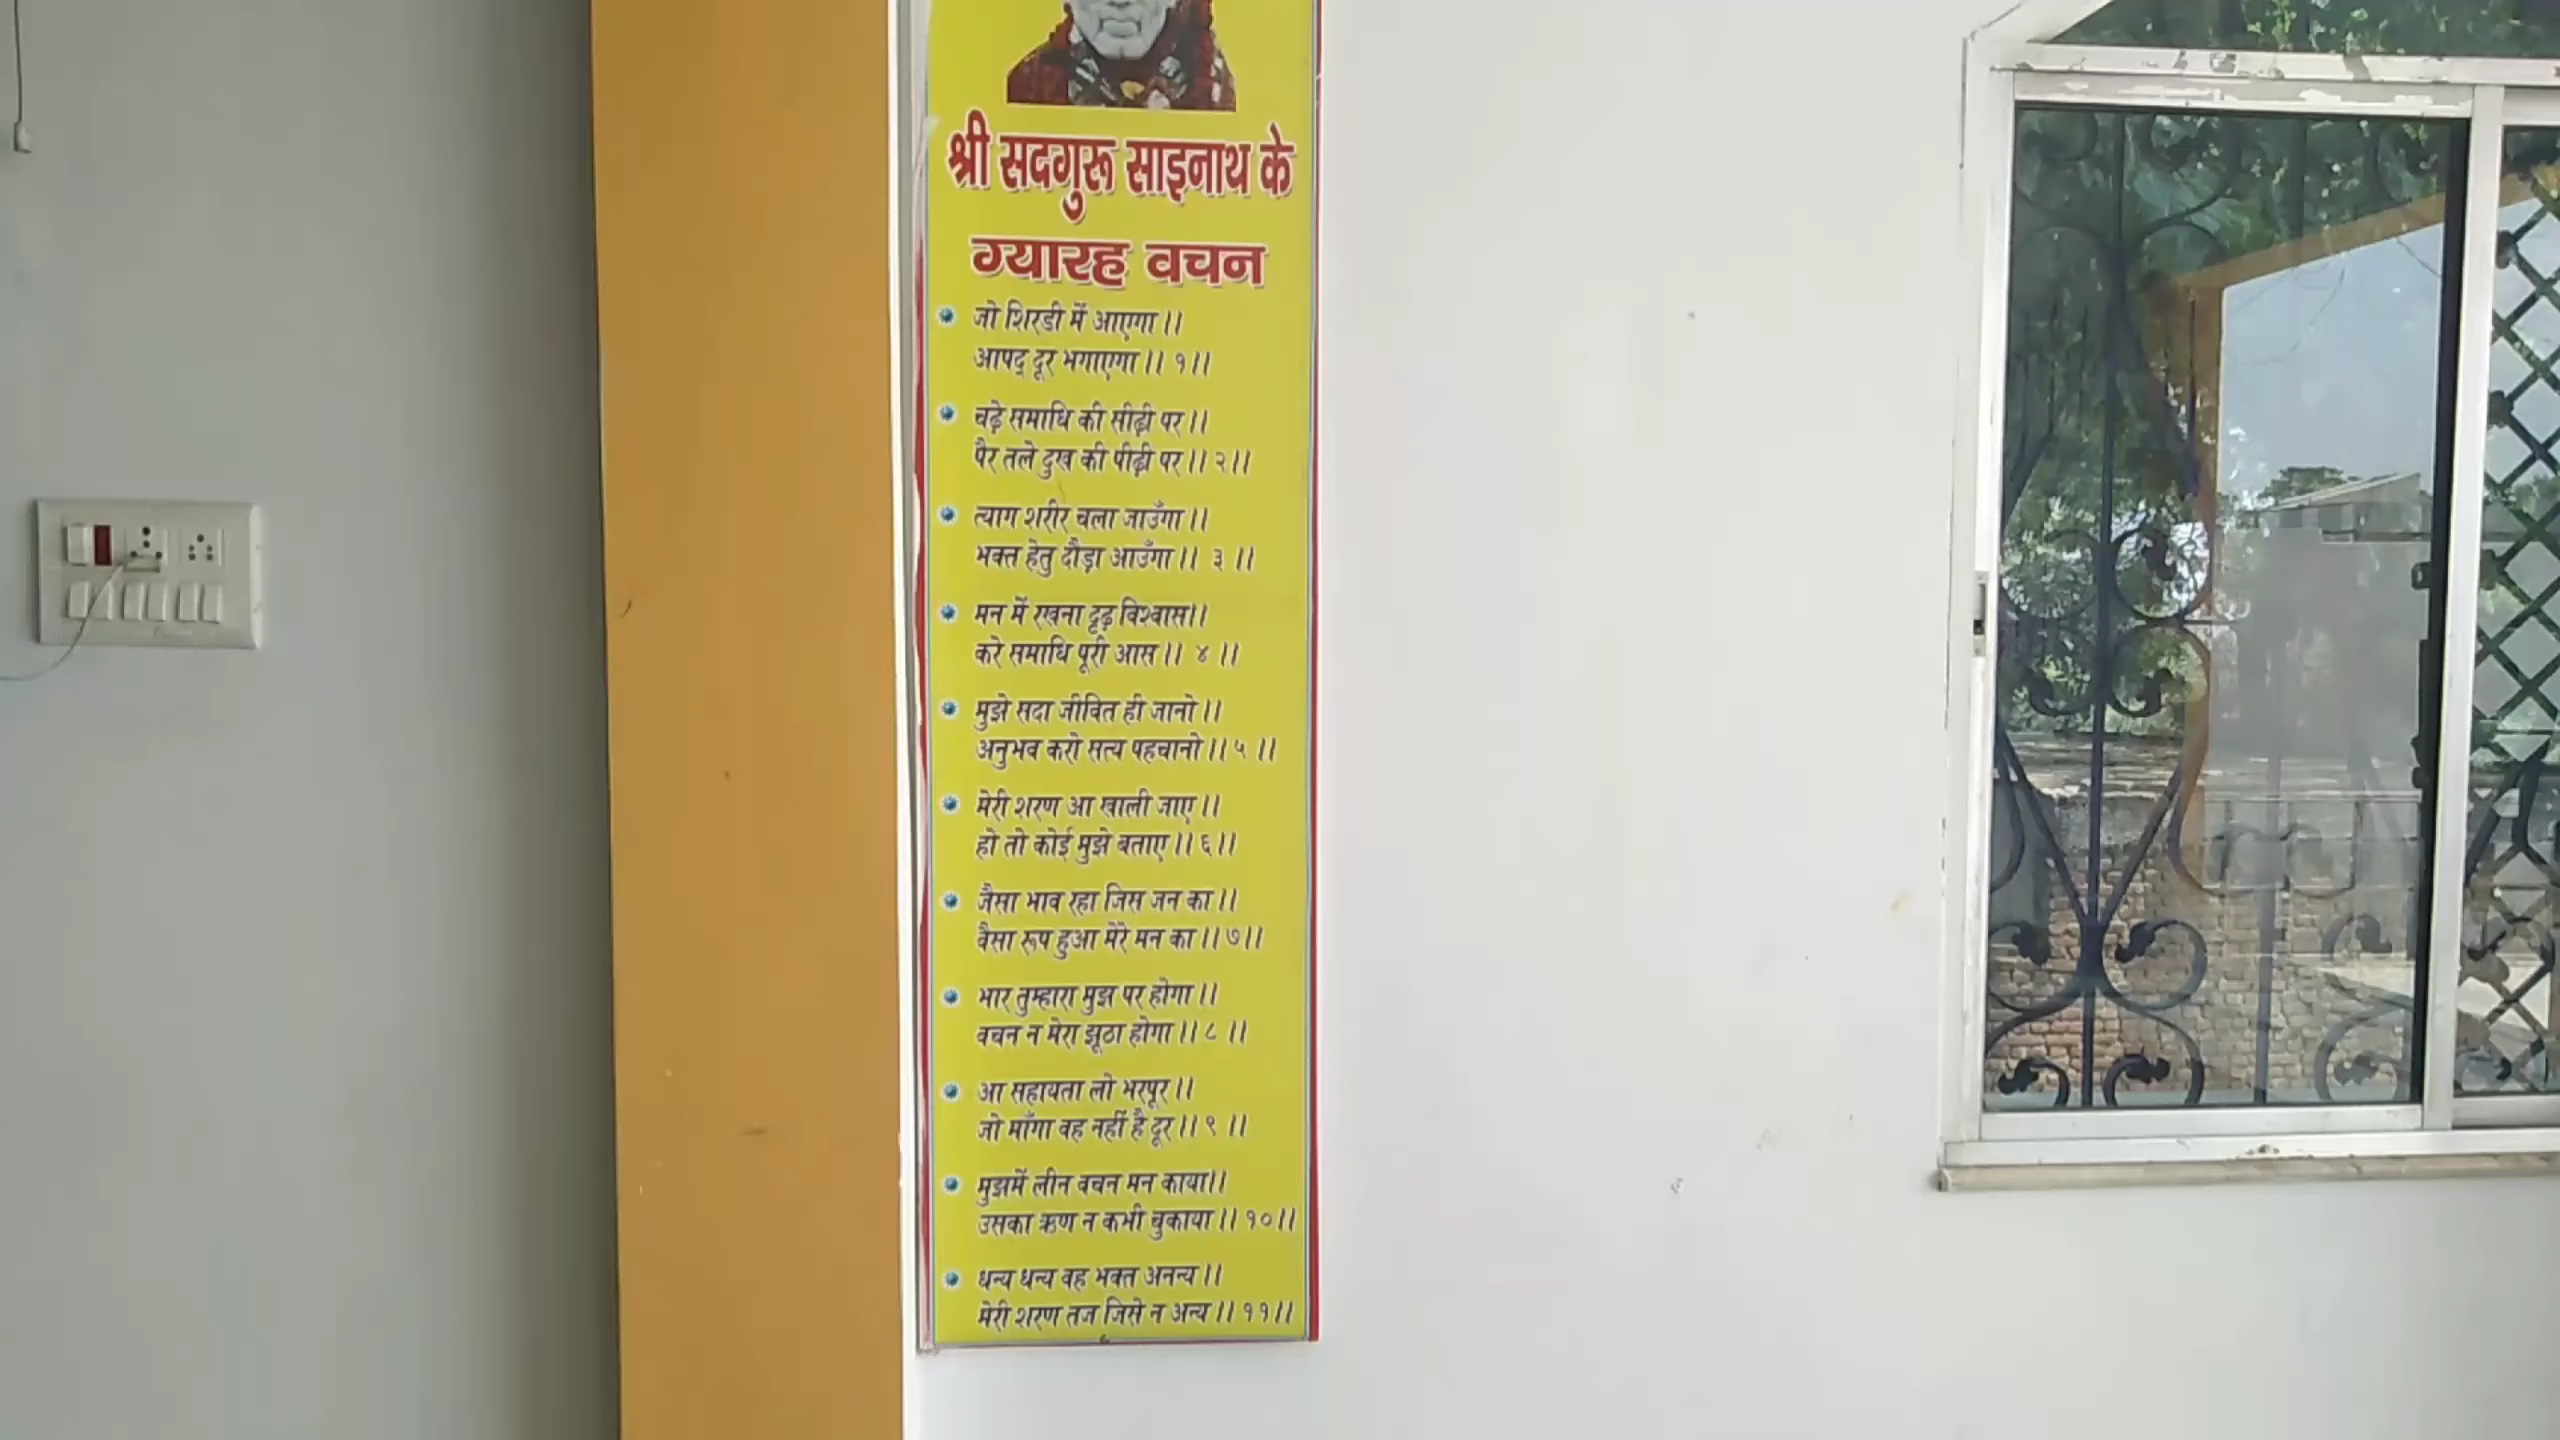 श्री सदगुरू साइनाथ के
ग्यारह वचन
जो शिरडी में आएगा ।।
आपद् दूर भगाएगा ।। १ ।।
चढ़े समाधि की सीढ़ी पर ।।
पैर तले दुख की पीढ़ी पर ।। २ ।।
त्याग शरीर चला जाउँगा ।।
भक्त हेतु दौड़ा आउँगा ।। ३ ।।
मन में रखना दृढ़ विश्वास ।।
करे समाधि पूरी आस ।। ४ ।।
मुझे सदा जीवित ही जानो ।।
अनुभव करो सत्य पहचानो ।। ५ ।।
मेरी शरण आ खाली जाए ।।
हो तो कोई मुझे बताए ।। ६ ।।
जैसा भाव रहा जिस जन का ।।
वैसा रूप हुआ मेरे मन का ।। ७ ।।
भार तुम्हारा मुझ पर होगा ।।
वचन न मेरा झूठा होगा ।। ८ ।।
आ सहायता लो भरपूर ।।
जो माँगा वह नहीं है दूर ।। ९ ।।
मुझमें लीन वचन मन काया ।।
उसका ऋण न कभी चुकाया ।। १० ।।
धन्य धन्य वह भक्त अनन्य ।।
मेरी शरण तज जिसे न अन्य ।। ११ ।।